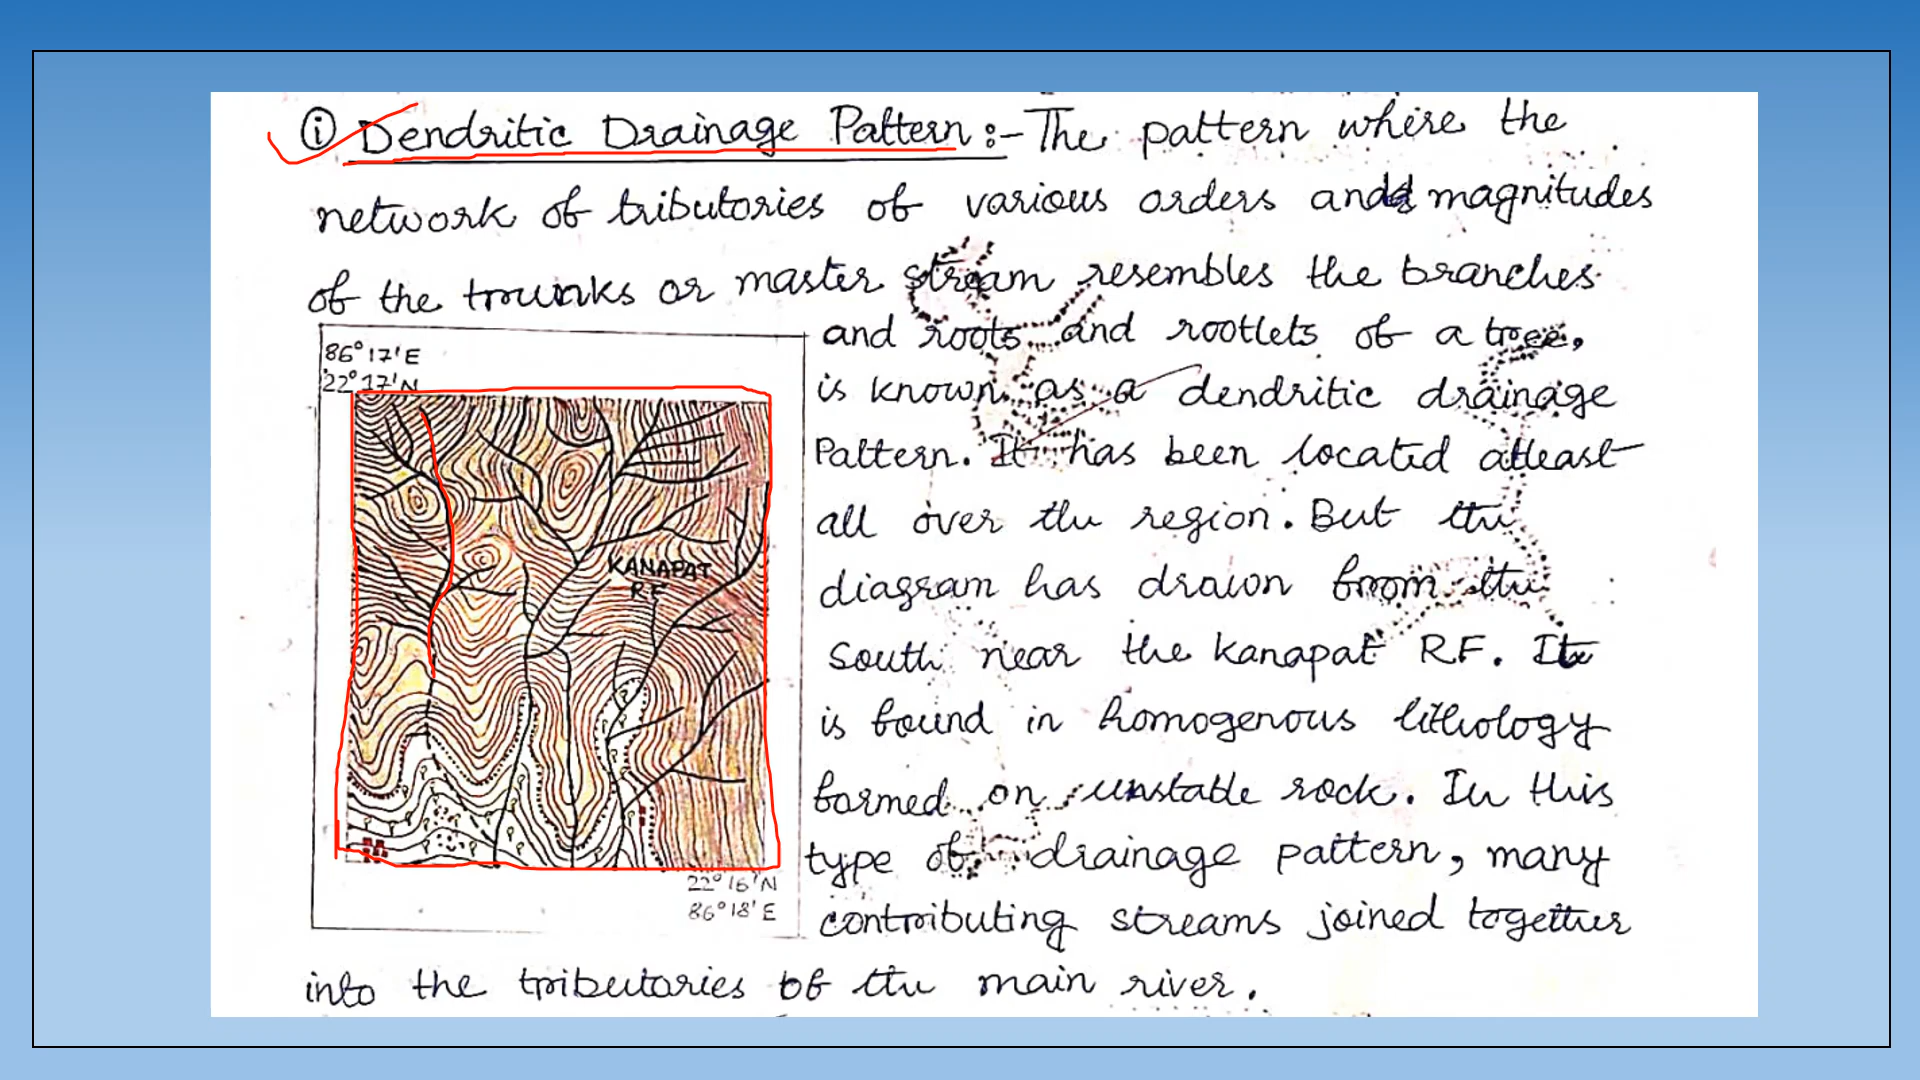 (i) Dendritic Drainage Pattern :- The pattern where the
network of tributories of various orders and magnitudes
of the trunks or master stream resembles the branches
and roots and rootlets of a tree,
is known as a dendritic drainage
Pattern. It has been located atleast
all over the region. But the
diagram has drawn from the
South near the Kanapat R.F. It
is found in homogenous lithology
formed on unstable rock. In this
type of drainage pattern, many
contributing streams joined together
into the tributaries of the main river.
86°17'E
22°17'N
KANAPAT
R.F
22°16'N
86°18'E